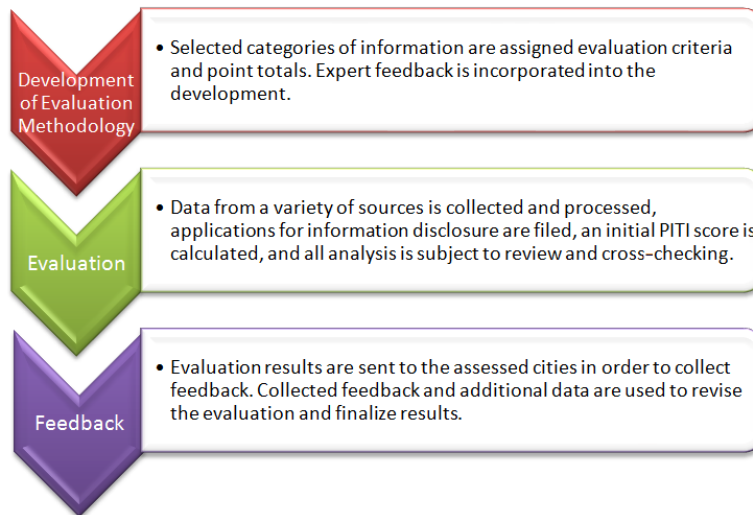 Development
of Evaluation
Methodology
• Selected categories of information are assigned evaluation criteria
and point totals. Expert feedback is incorporated into the
development.
Evaluation
• Data from a variety of sources is collected and processed,
applications for information disclosure are filed, an initial PITI score is
calculated, and all analysis is subject to review and cross-checking.
Feedback
• Evaluation results are sent to the assessed cities in order to collect
feedback. Collected feedback and additional data are used to revise
the evaluation and finalize results.